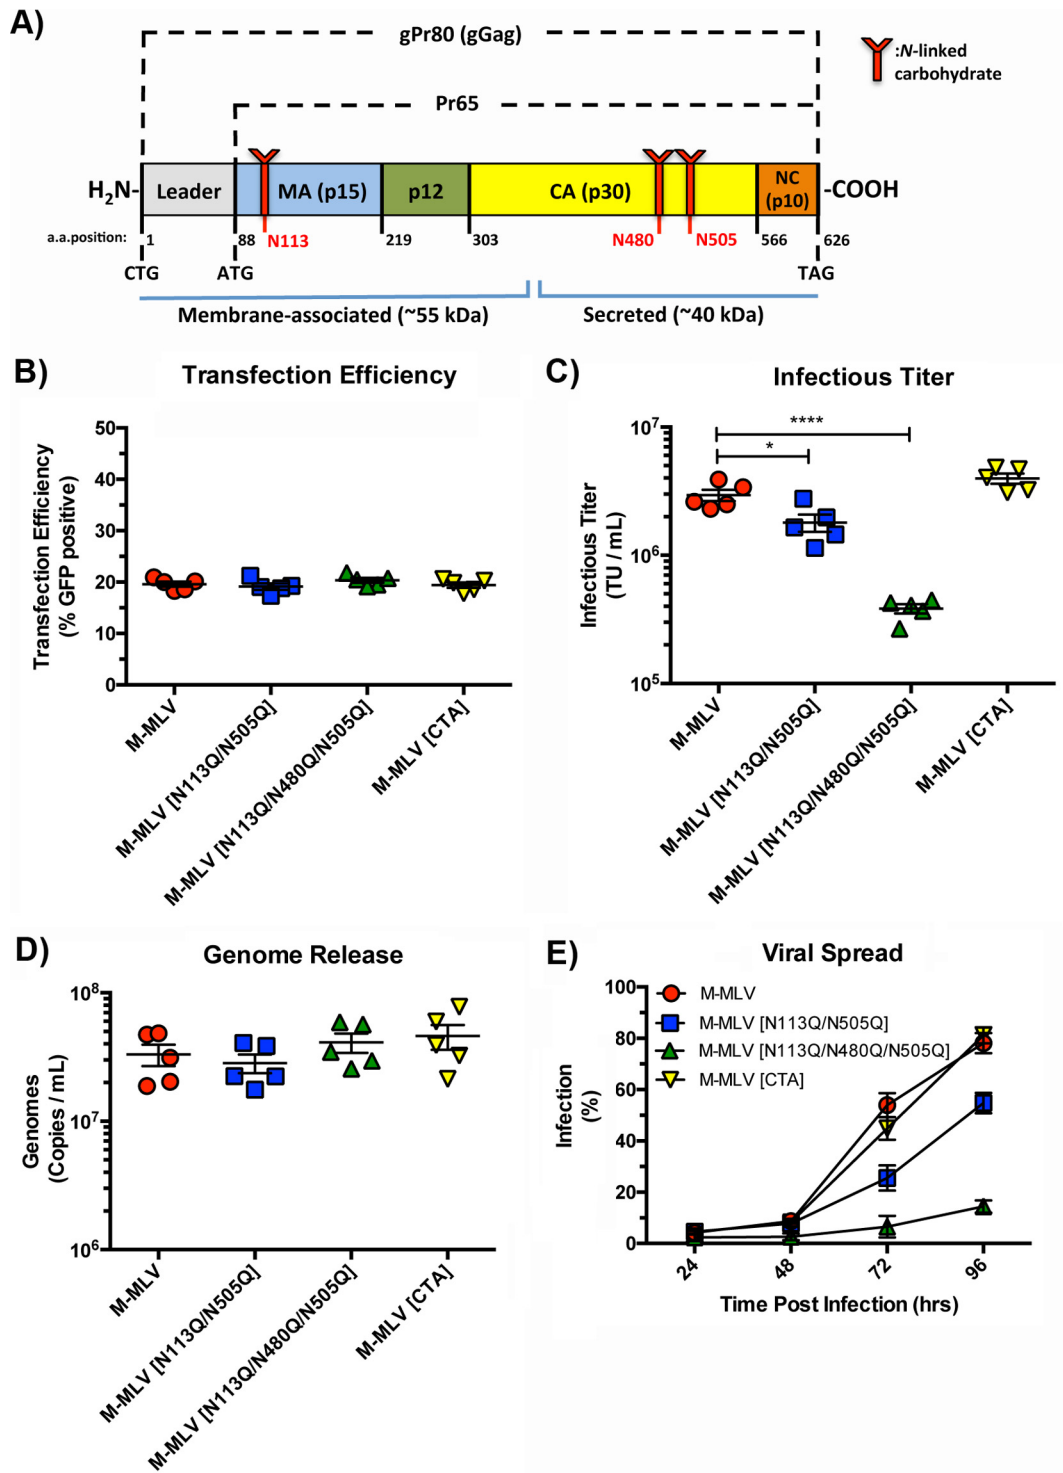 A)
gPr80 (gGag)
:N-linked
carbohydrate
Pr65
H2N-
Leader
MA (p15)
p12
CA (p30)
NC
(p10)
-COOH
a.a.position:
1
88
N113
219
303
N480
N505
566
626
CTG
ATG
TAG
Membrane-associated (~55 kDa)
Secreted (~40 kDa)
B)
Transfection Efficiency
Transfection Efficiency
(% GFP positive)
50
40
30
20
10
0
M-MLV
M-MLV [N113Q/N505Q]
M-MLV [N113Q/N480Q/N505Q]
M-MLV [CTA]
C)
Infectious Titer
Infectious Titer
(TU / mL)
10^7
10^6
10^5
****
*
M-MLV
M-MLV [N113Q/N505Q]
M-MLV [N113Q/N480Q/N505Q]
M-MLV [CTA]
D)
Genome Release
Genomes
(Copies / mL)
10^8
10^7
10^6
M-MLV
M-MLV [N113Q/N505Q]
M-MLV [N113Q/N480Q/N505Q]
M-MLV [CTA]
E)
Viral Spread
Infection
(%)
100
80
60
40
20
0
M-MLV
M-MLV [N113Q/N505Q]
M-MLV [N113Q/N480Q/N505Q]
M-MLV [CTA]
24
48
72
96
Time Post Infection (hrs)